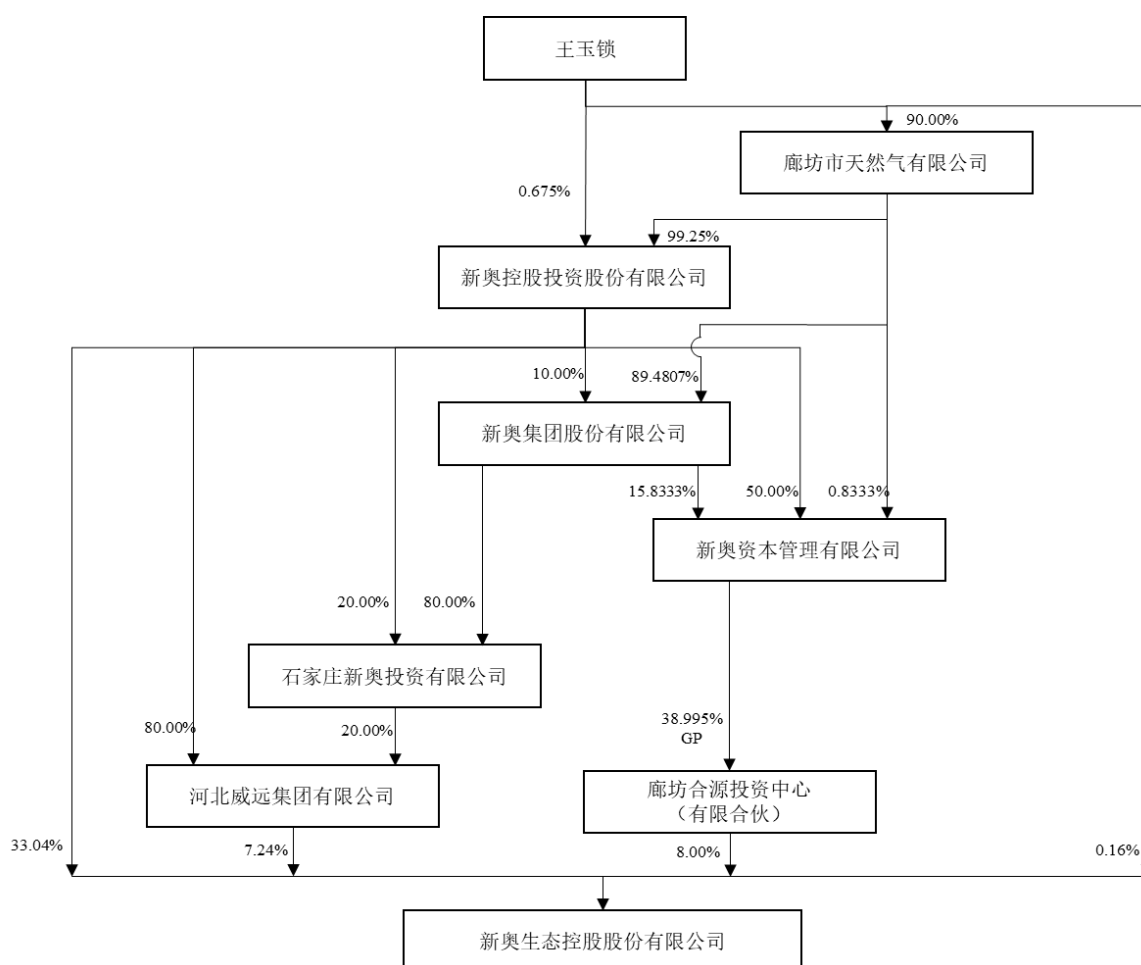 王玉锁
90.00%
廊坊市天然气有限公司
0.675%
99.25%
新奥控股投资股份有限公司
10.00%
89.4807%
新奥集团股份有限公司
15.8333%
50.00%
0.8333%
新奥资本管理有限公司
20.00%
80.00%
石家庄新奥投资有限公司
38.995%
GP
80.00%
20.00%
河北威远集团有限公司
廊坊合源投资中心
（有限合伙）
33.04%
7.24%
8.00%
0.16%
新奥生态控股股份有限公司